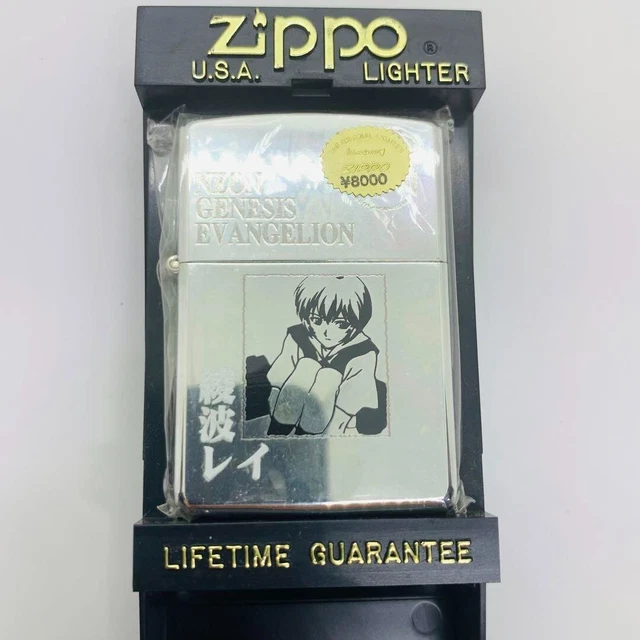 Zippo®
U.S.A. LIGHTER
¥8000
NEON
GENESIS
EVANGELION
綾波
レイ
LIFETIME GUARANTEE